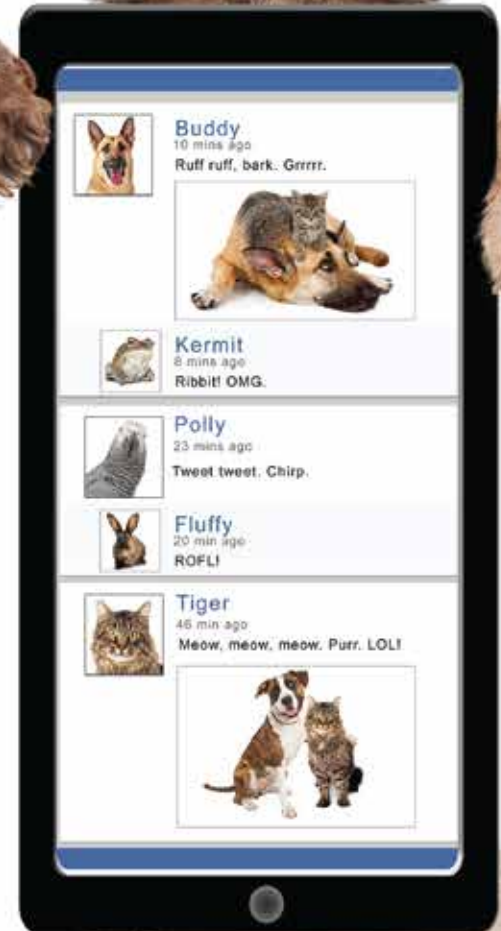 Buddy
10 mins ago
Ruff ruff, bark. Grrrrr.
Kermit
8 mins ago
Ribbit! OMG.
Polly
23 mins ago
Tweet tweet. Chirp.
Fluffy
20 min ago
ROFL!
Tiger
46 min ago
Meow, meow, meow. Purr. LOL!